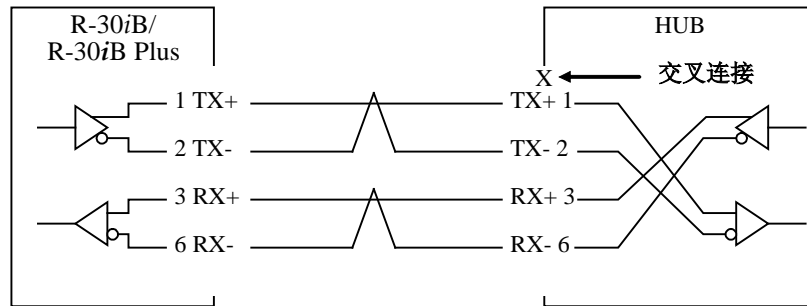 R-30iB/
R-30iB Plus
HUB
X
交叉连接
1 TX+
TX+ 1
2 TX-
TX- 2
3 RX+
RX+ 3
6 RX-
RX- 6